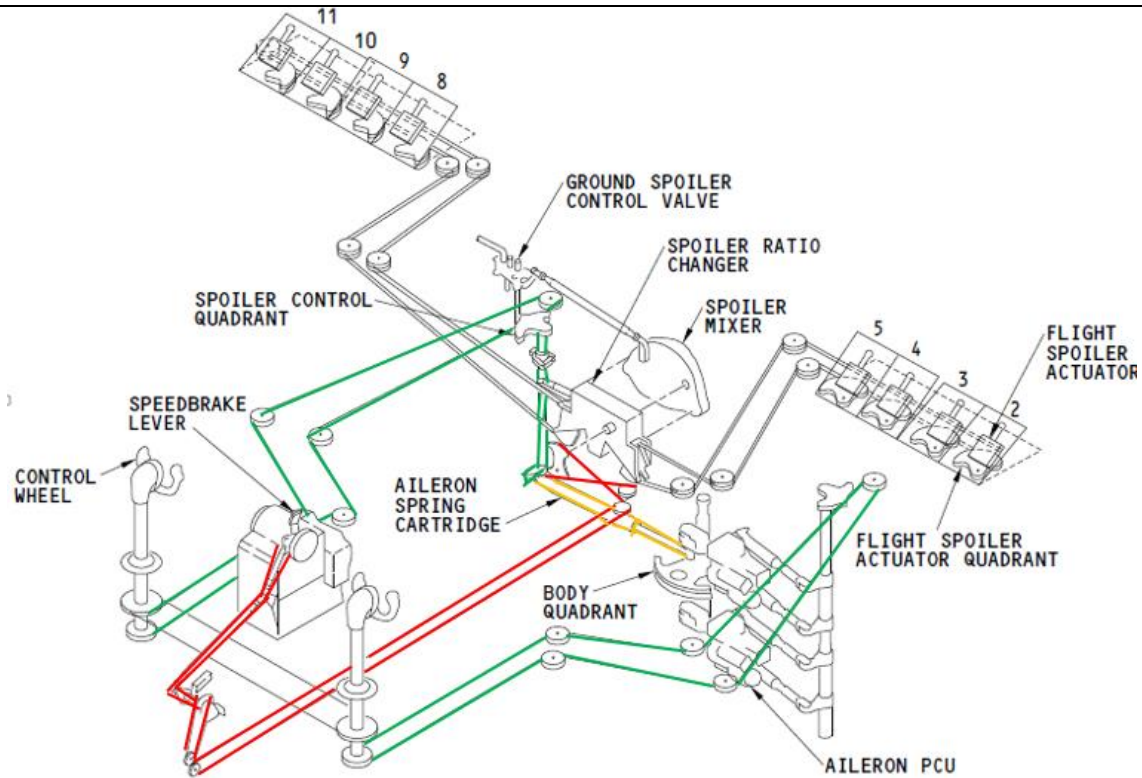 11
10
9
8
GROUND SPOILER
CONTROL VALVE
SPOILER RATIO
CHANGER
SPOILER
MIXER
SPOILER CONTROL
QUADRANT
5
4
3
2
FLIGHT
SPOILER
ACTUATOR
SPEEDBRAKE
LEVER
CONTROL
WHEEL
AILERON
SPRING
CARTRIDGE
FLIGHT SPOILER
ACTUATOR QUADRANT
BODY
QUADRANT
AILERON PCU